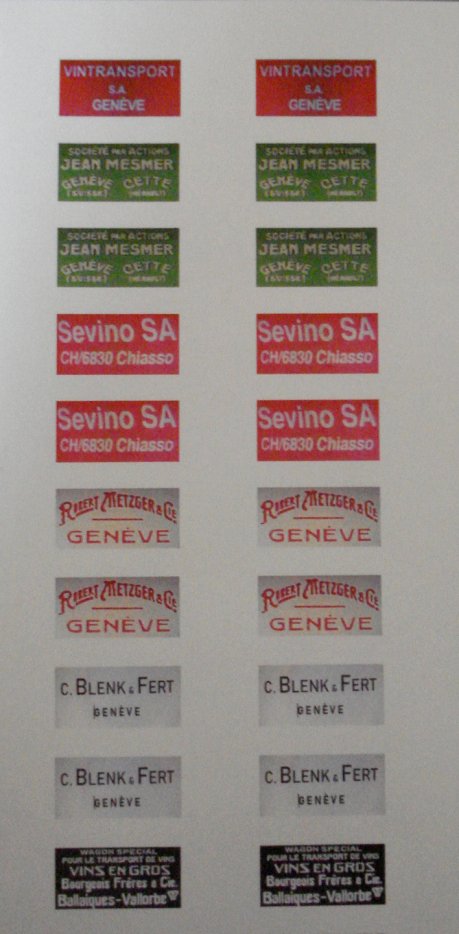 VINTRANSPORT
S.A.
GENÈVE
VINTRANSPORT
S.A.
GENÈVE
SOCIÉTÉ PAR ACTIONS
JEAN MESMER
GENÈVE CETTE
(SUISSE) (HÉRAULT)
SOCIÉTÉ PAR ACTIONS
JEAN MESMER
GENÈVE CETTE
(SUISSE) (HÉRAULT)
SOCIÉTÉ PAR ACTIONS
JEAN MESMER
GENÈVE CETTE
(SUISSE) (HÉRAULT)
SOCIÉTÉ PAR ACTIONS
JEAN MESMER
GENÈVE CETTE
(SUISSE) (HÉRAULT)
Sevino SA
CH/6830 Chiasso
Sevino SA
CH/6830 Chiasso
Sevino SA
CH/6830 Chiasso
Sevino SA
CH/6830 Chiasso
ROBERT METZGER & Cie.
GENÈVE
ROBERT METZGER & Cie.
GENÈVE
ROBERT METZGER & Cie.
GENÈVE
ROBERT METZGER & Cie.
GENÈVE
C. BLENK & FERT
GENÈVE
C. BLENK & FERT
GENÈVE
C. BLENK & FERT
GENÈVE
C. BLENK & FERT
GENÈVE
WAGON SPECIAL
POUR LE TRANSPORT DE VINS
VINS EN GROS
Bourgeois Frères & Cie.
Ballaigues-Vallorbe
WAGON SPECIAL
POUR LE TRANSPORT DE VINS
VINS EN GROS
Bourgeois Frères & Cie.
Ballaigues-Vallorbe